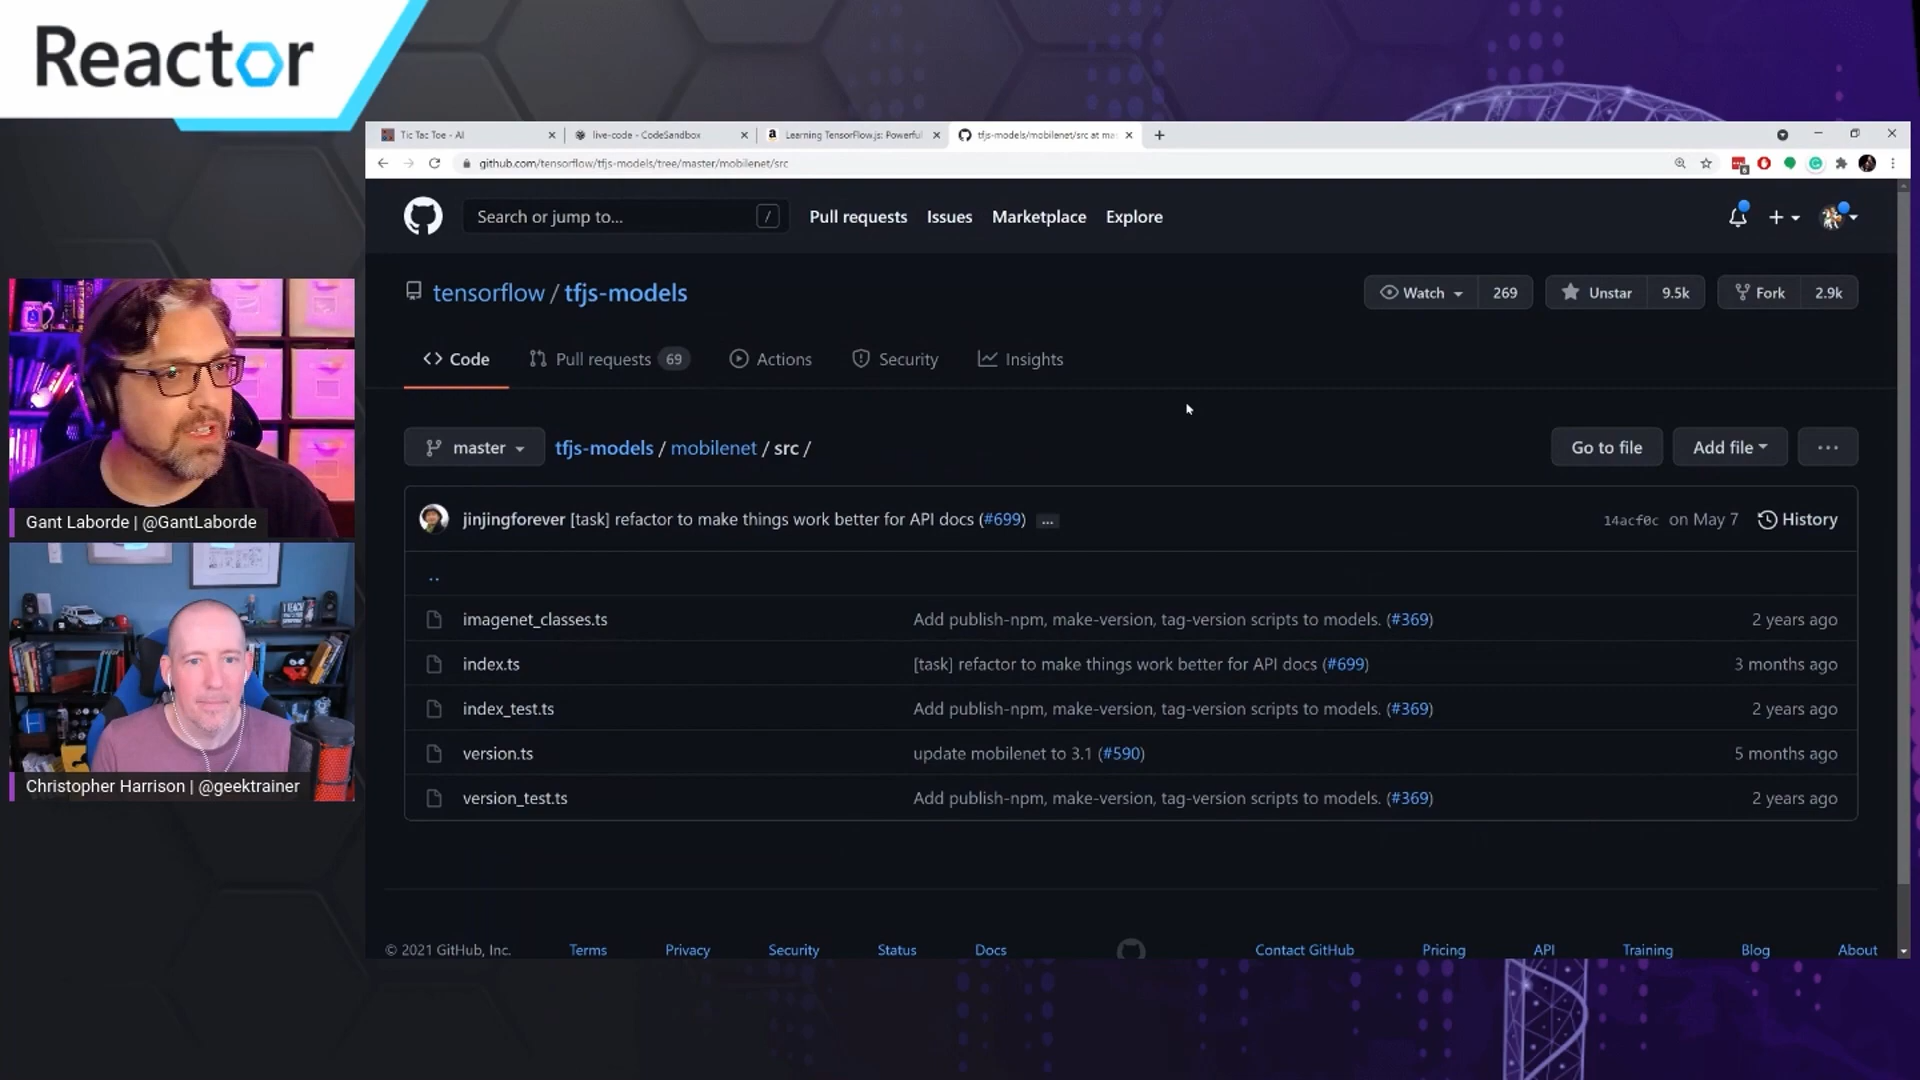 Reactor
Tic Tac Toe - AI
live-code - CodeSandbox
Learning TensorFlow.js: Powerful
tfjs-models/mobilenet/src at mas
github.com/tensorflow/tfjs-models/tree/master/mobilenet/src
Search or jump to... /
Pull requests Issues Marketplace Explore
tensorflow / tfjs-models
Watch 269 Unstar 9.5k Fork 2.9k
<> Code Pull requests 69 Actions Security Insights
master tfjs-models / mobilenet / src /
Go to file Add file ...
jinjingforever [task] refactor to make things work better for API docs (#699) ...
14acf0c on May 7 History
..
imagenet_classes.ts Add publish-npm, make-version, tag-version scripts to models. (#369) 2 years ago
index.ts [task] refactor to make things work better for API docs (#699) 3 months ago
index_test.ts Add publish-npm, make-version, tag-version scripts to models. (#369) 2 years ago
version.ts update mobilenet to 3.1 (#590) 5 months ago
version_test.ts Add publish-npm, make-version, tag-version scripts to models. (#369) 2 years ago
© 2021 GitHub, Inc. Terms Privacy Security Status Docs Contact GitHub Pricing API Training Blog About
Gant Laborde | @GantLaborde
Christopher Harrison | @geektrainer